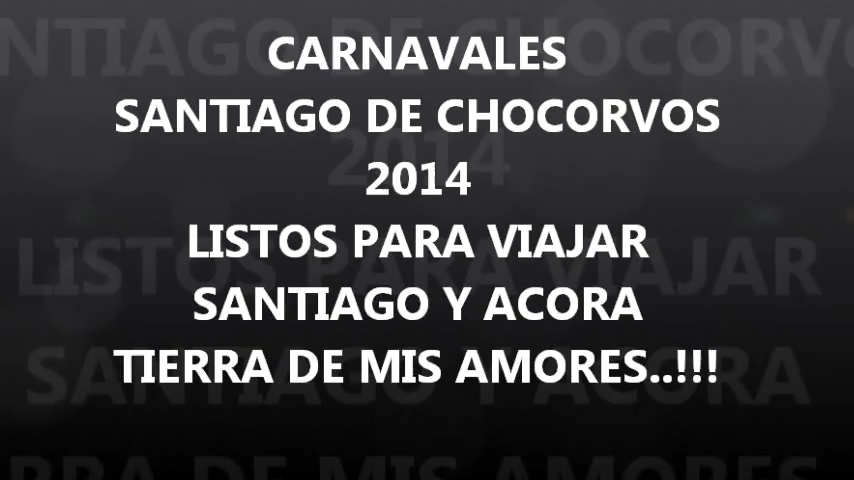 CARNAVALES
SANTIAGO DE CHOCORVOS
2014
LISTOS PARA VIAJAR
SANTIAGO Y ACORA
TIERRA DE MIS AMORES..!!!